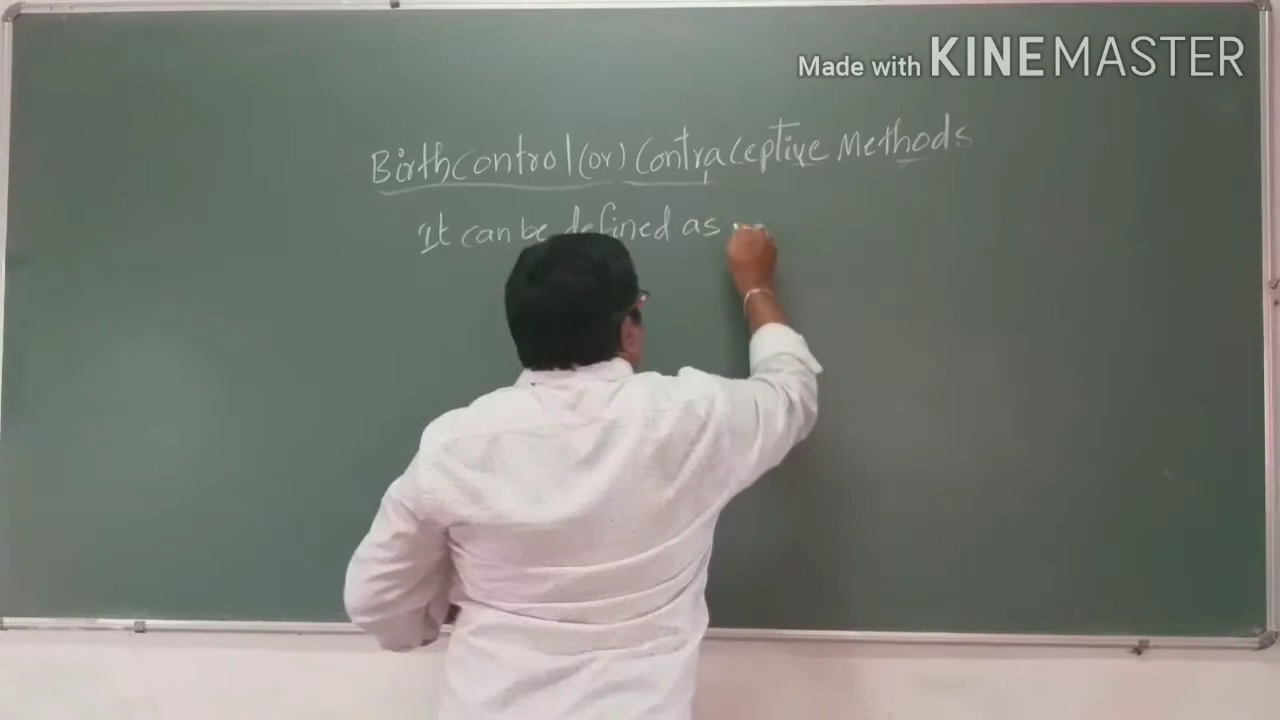 Made with KINEMASTER
Birthcontrol (or) Contraceptive Methods
It can be defined as